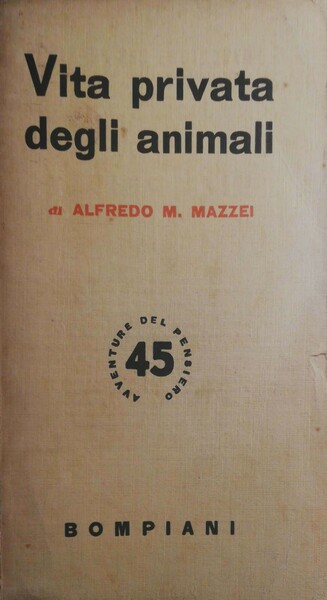 Vita privata
degli animali
di ALFREDO M. MAZZEI
AVVENTURE DEL PENSIERO
45
BOMPIANI